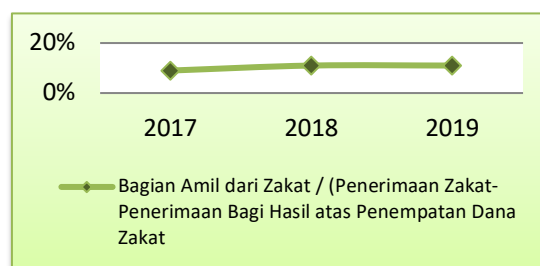 20%
0%
2017 2018 2019
Bagian Amil dari Zakat / (Penerimaan Zakat-
Penerimaan Bagi Hasil atas Penempatan Dana
Zakat